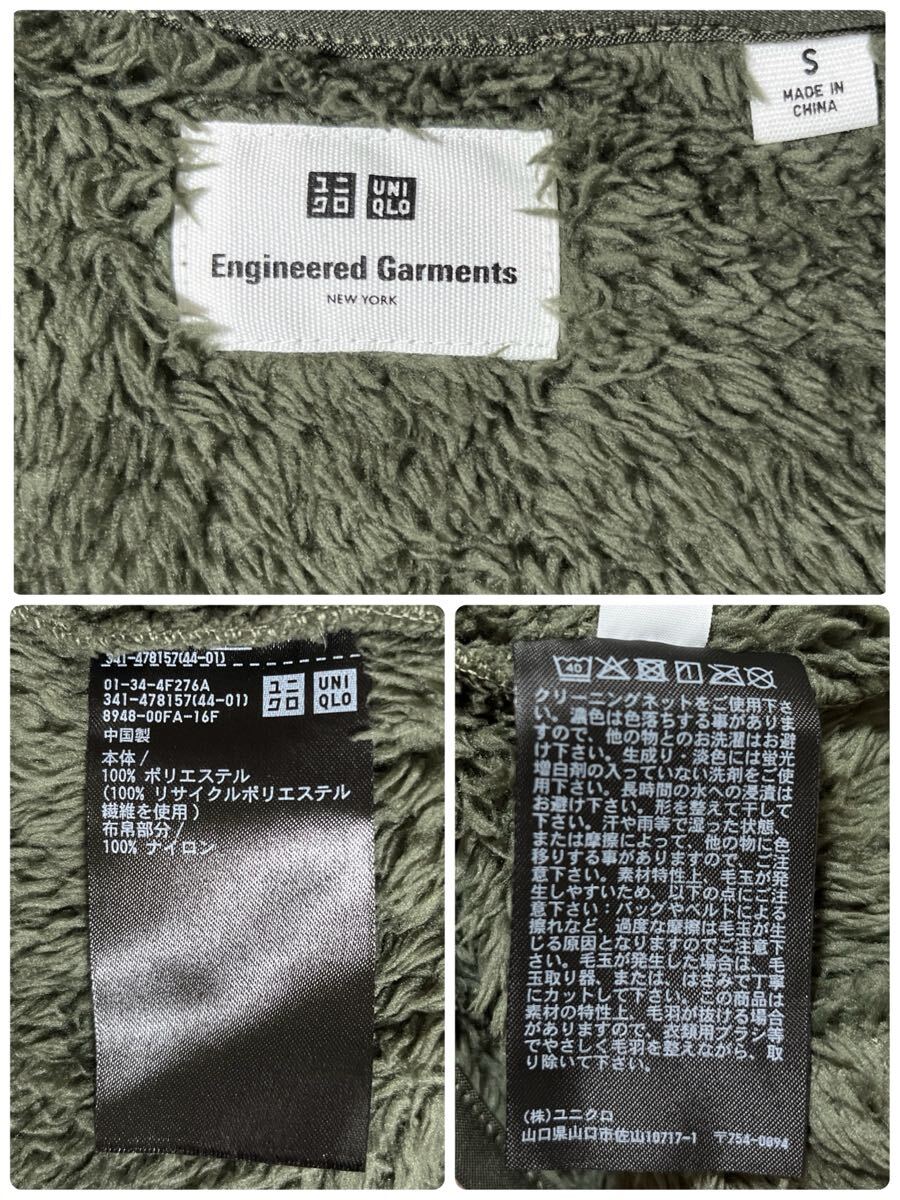 S
MADE IN
CHINA
ユニ UNI
クロ QLO
Engineered Garments
NEW YORK
341-478157(44-01)
01-34-4F276A
341-478157(44-01)
8948-00FA-16F
ユニ UNI
クロ QLO
中国製
本体/
100% ポリエステル
(100% リサイクルポリエステル
繊維を使用)
布帛部分/
100% ナイロン
40
クリーニングネットをご使用下さ
い。濃色は色落ちする事がありま
すので、他の物とのお洗濯はお避
け下さい。生成り・淡色には蛍光
増白剤の入っていない洗剤をご使
用下さい。長時間の水への浸漬は
お避け下さい。形を整えて干して
下さい。汗や雨等で湿った状態、
または摩擦によって、他の物に色
移りする事がありますので、ご注
意下さい。素材特性上、毛玉が発
生しやすいため、以下の点にご注
意下さい:バッグやベルトによる
擦れなど、過度な摩擦は毛玉が生
じる原因となりますのでご注意下
さい。毛玉が発生した場合は、毛
玉取り器、または、はさみで丁寧
にカットして下さい。この商品は
素材の特性上、毛羽が抜ける場合
がありますので、衣類用ブラシ等
でやさしく毛羽を整えながら、取
り除いて下さい。
(株)ユニクロ
山口県山口市佐山10717-1 〒754-0894